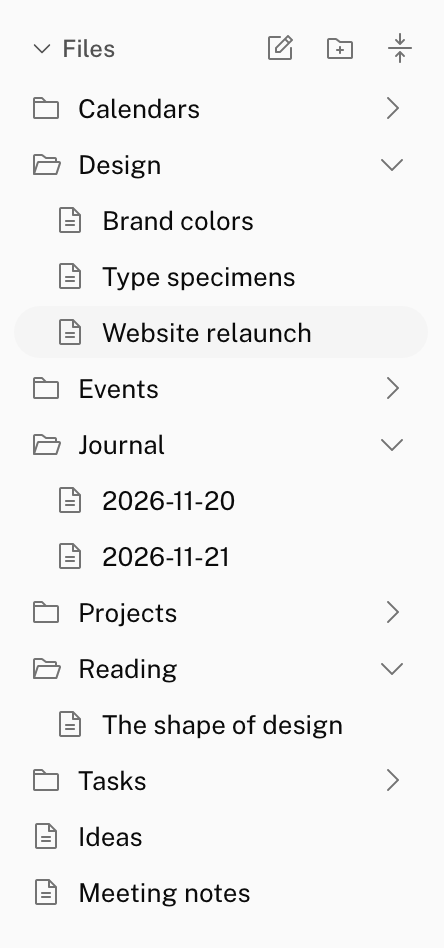 Files
Calendars
Design
Brand colors
Type specimens
Website relaunch
Events
Journal
2026-11-20
2026-11-21
Projects
Reading
The shape of design
Tasks
Ideas
Meeting notes